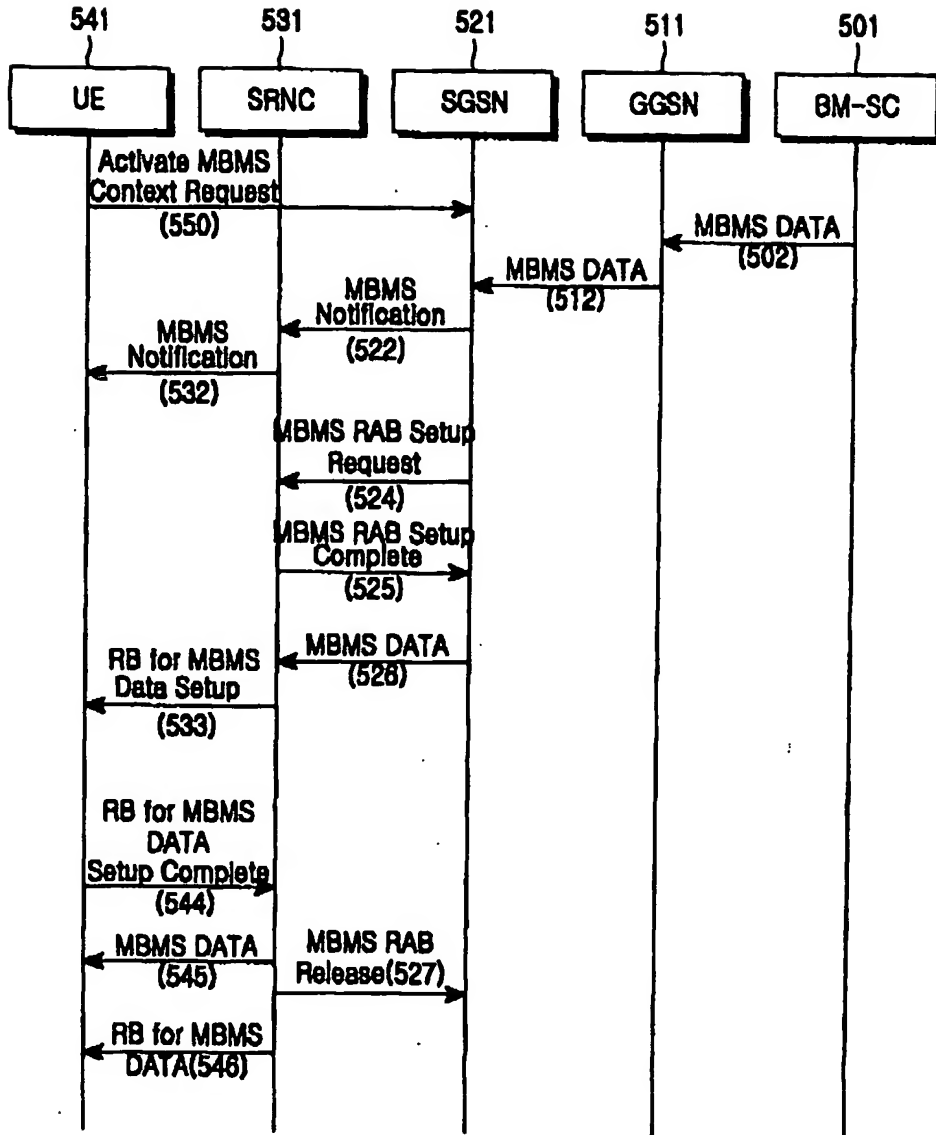 541 531 521 511 501
UE SRNC SGSN GGSN BM-SC
Activate MBMS
Context Request
(550)
MBMS DATA
(502)
MBMS DATA
(512)
MBMS
Notification
(522)
MBMS
Notification
(532)
MBMS RAB Setup
Request
(524)
MBMS RAB Setup
Complete
(525)
MBMS DATA
(526)
RB for MBMS
Data Setup
(533)
RB for MBMS
DATA
Setup Complete
(544)
MBMS DATA
(545)
MBMS RAB
Release(527)
RB for MBMS
DATA(546)